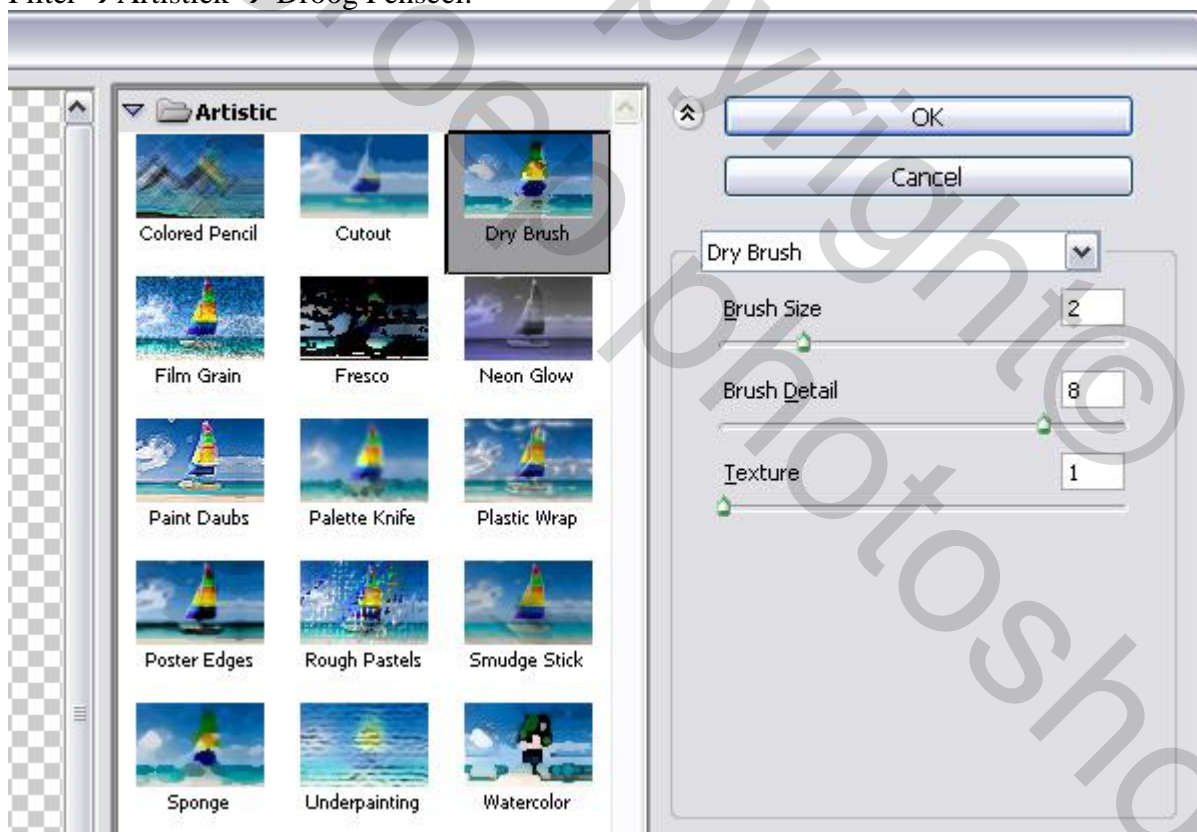 Filter → Artistiek → Droog Penseel.
Artistic
Colored Pencil
Cutout
Dry Brush
Film Grain
Fresco
Neon Glow
Paint Daubs
Palette Knife
Plastic Wrap
Poster Edges
Rough Pastels
Smudge Stick
Sponge
Underpainting
Watercolor
OK
Cancel
Dry Brush
Brush Size
2
Brush Detail
8
Texture
1